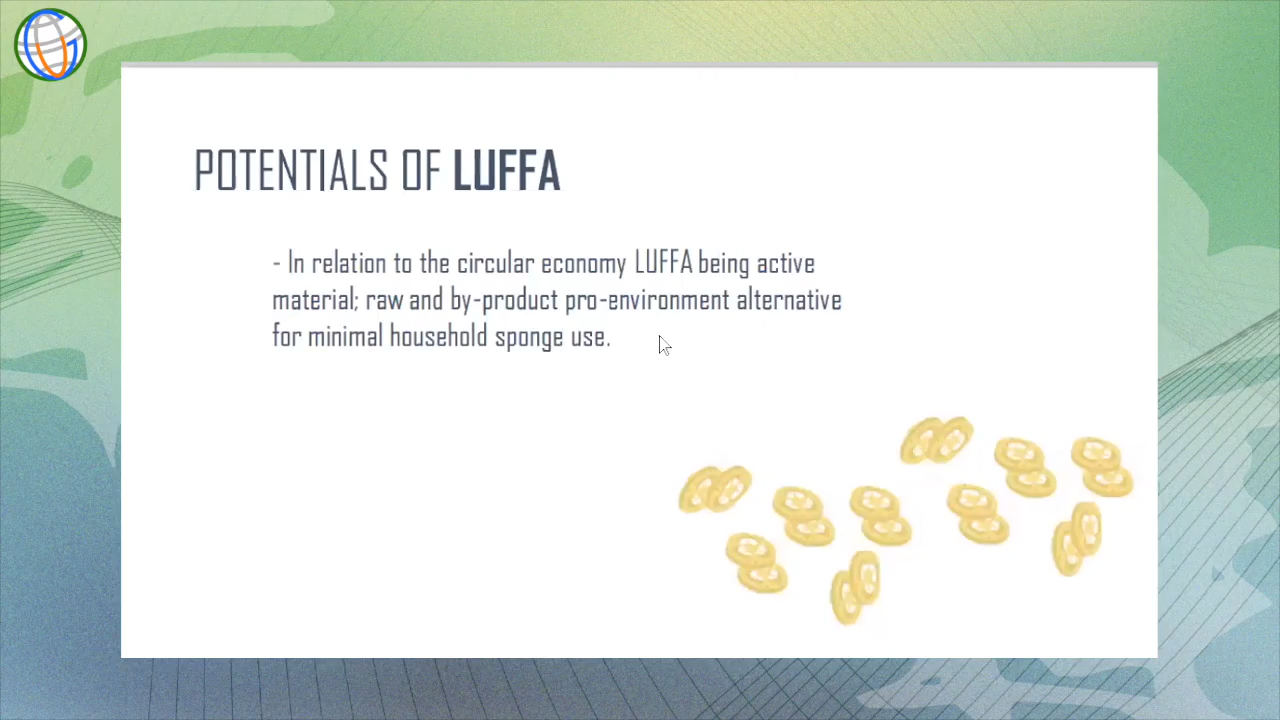 POTENTIALS OF LUFFA
- In relation to the circular economy LUFFA being active
material; raw and by-product pro-environment alternative
for minimal household sponge use.